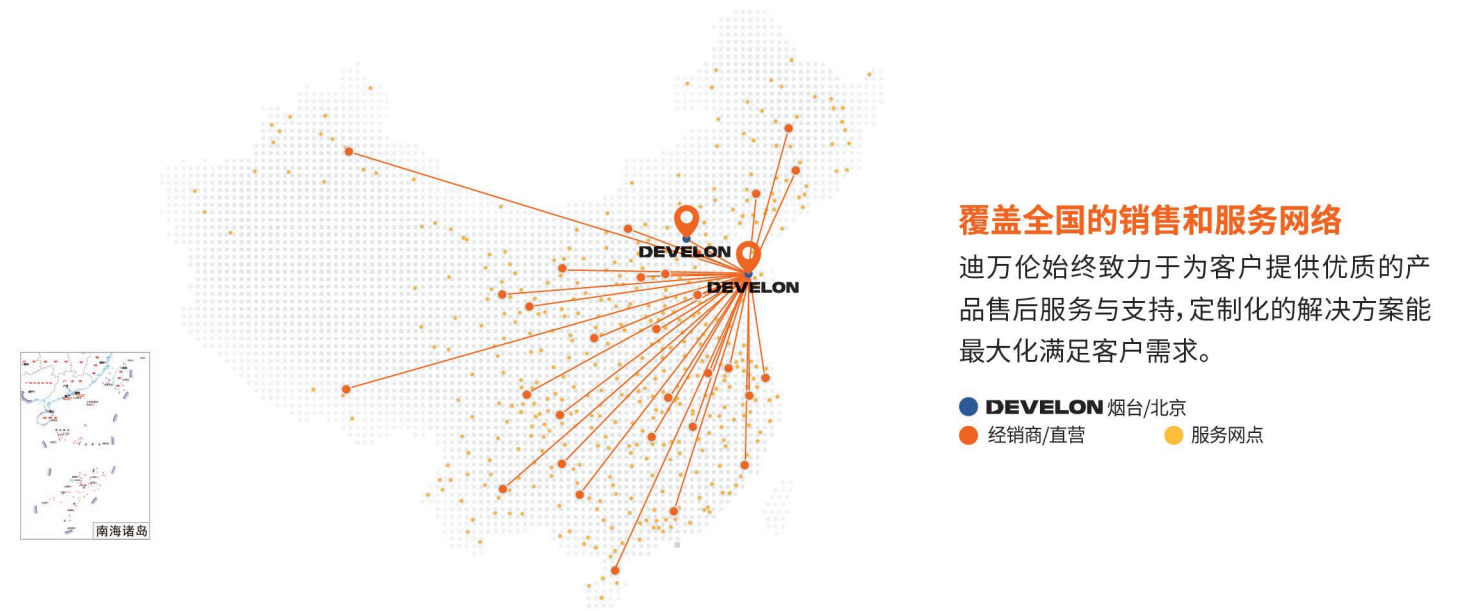 DEVELON
DEVELON
南海诸岛
覆盖全国的销售和服务网络
迪万伦始终致力于为客户提供优质的产
品售后服务与支持，定制化的解决方案能
最大化满足客户需求。
DEVELON 烟台/北京
经销商/直营
服务网点